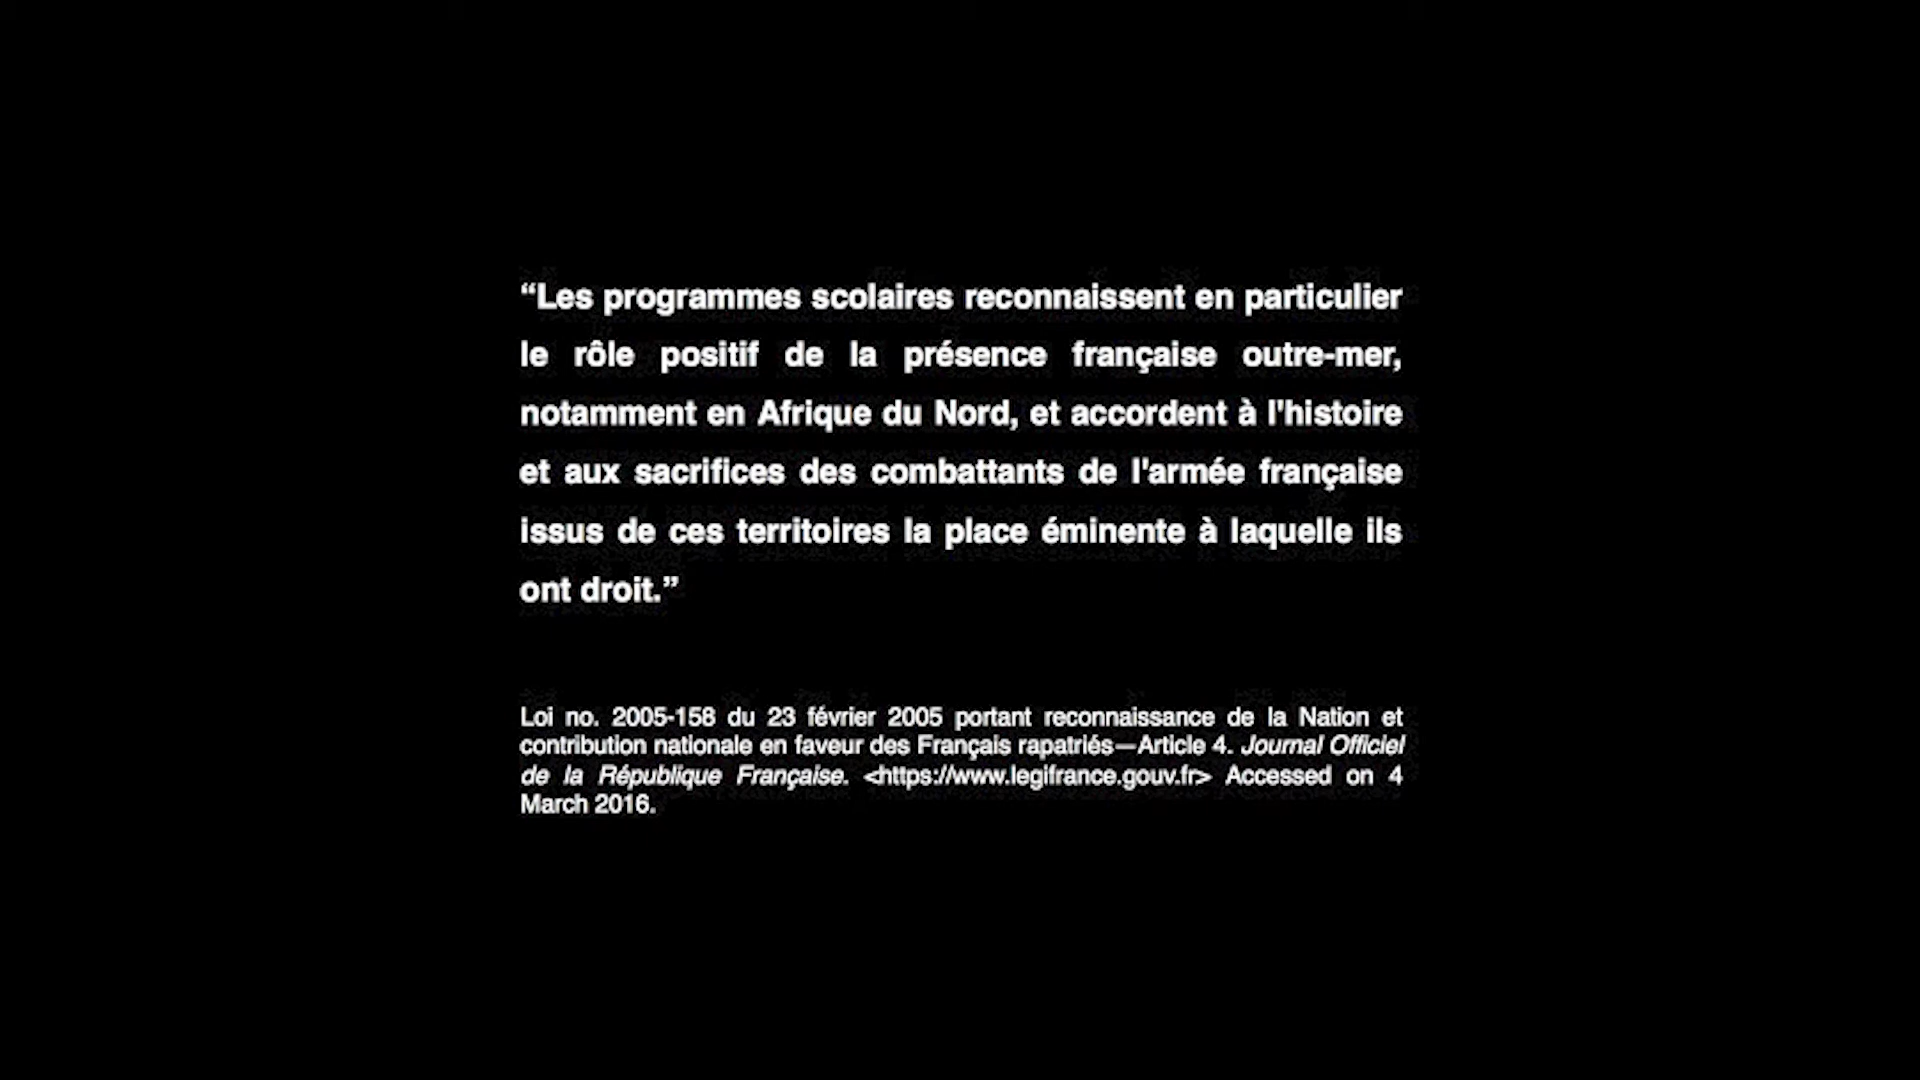 “Les programmes scolaires reconnaissent en particulier
le rôle positif de la présence française outre-mer,
notamment en Afrique du Nord, et accordent à l'histoire
et aux sacrifices des combattants de l'armée française
issus de ces territoires la place éminente à laquelle ils
ont droit.”
Loi no. 2005-158 du 23 février 2005 portant reconnaissance de la Nation et
contribution nationale en faveur des Français rapatriés—Article 4. Journal Officiel
de la République Française. <https://www.legifrance.gouv.fr> Accessed on 4
March 2016.